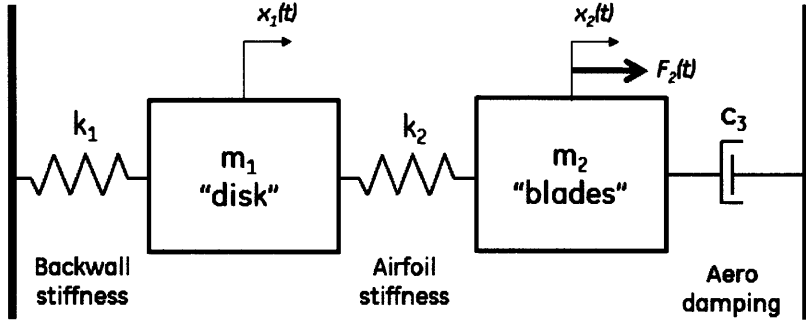 x₁(t)
x₂(t)
F₂(t)
k₁
k₂
c₃
m₁
"disk"
m₂
"blades"
Backwall
stiffness
Airfoil
stiffness
Aero
damping